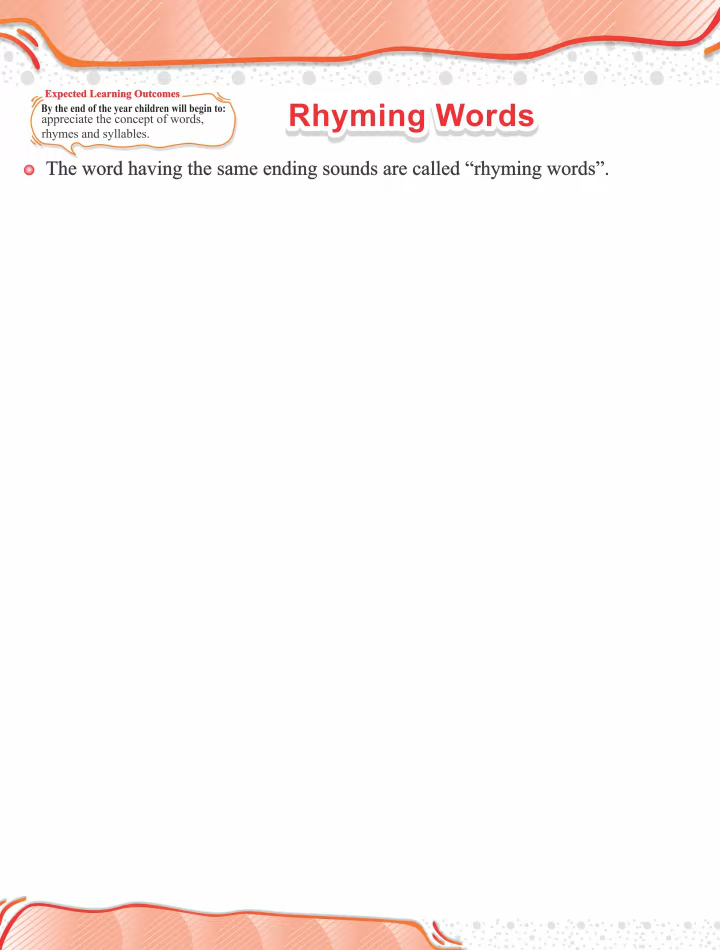 Expected Learning Outcomes
By the end of the year children will begin to:
appreciate the concept of words,
rhymes and syllables.
Rhyming Words
The word having the same ending sounds are called “rhyming words”.